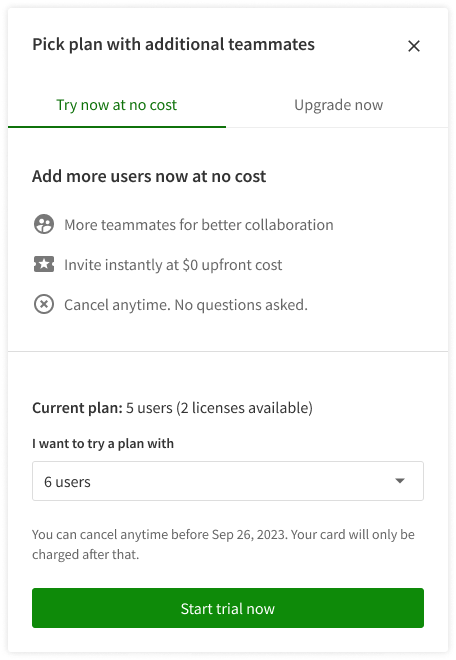 Pick plan with additional teammates
Try now at no cost
Upgrade now
Add more users now at no cost
More teammates for better collaboration
Invite instantly at $0 upfront cost
Cancel anytime. No questions asked.
Current plan: 5 users (2 licenses available)
I want to try a plan with
6 users
You can cancel anytime before Sep 26, 2023. Your card will only be
charged after that.
Start trial now